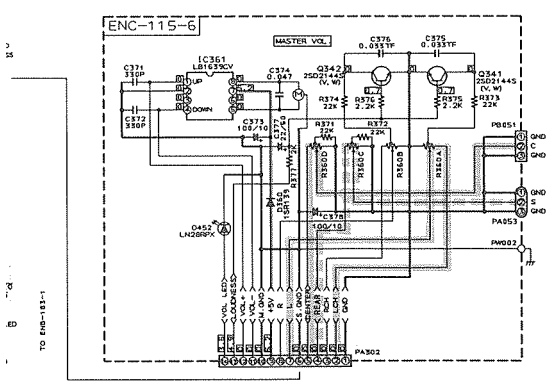 ENC-115-6
MASTER VOL
C376
0.033TF
C375
0.033TF
IC361
LB1639CV
C371
330P
C374
0.047
UP
DOWN
M
Q342
2SD2144S
(V, W)
Q341
2SD2144S
(V, W)
R374
22K
R376
2.2K
R375
2.2K
R373
22K
C372
330P
C373
100/10
C377
22/50
R371
22K
R372
22K
PB051
GND
C
GND
R360D
R360C
R360B
R360A
R377
2K
D360
1SR139
C378
100/10
GND
S
GND
PA053
D452
LN28RPX
PW002
VOL LED
(LOUDNESS)
VOL+
VOL-
M. GND
+5V
R
L
S. GND
CENTER
REAR
RCH
LCH
GND
PA302
TO ENB-183-1